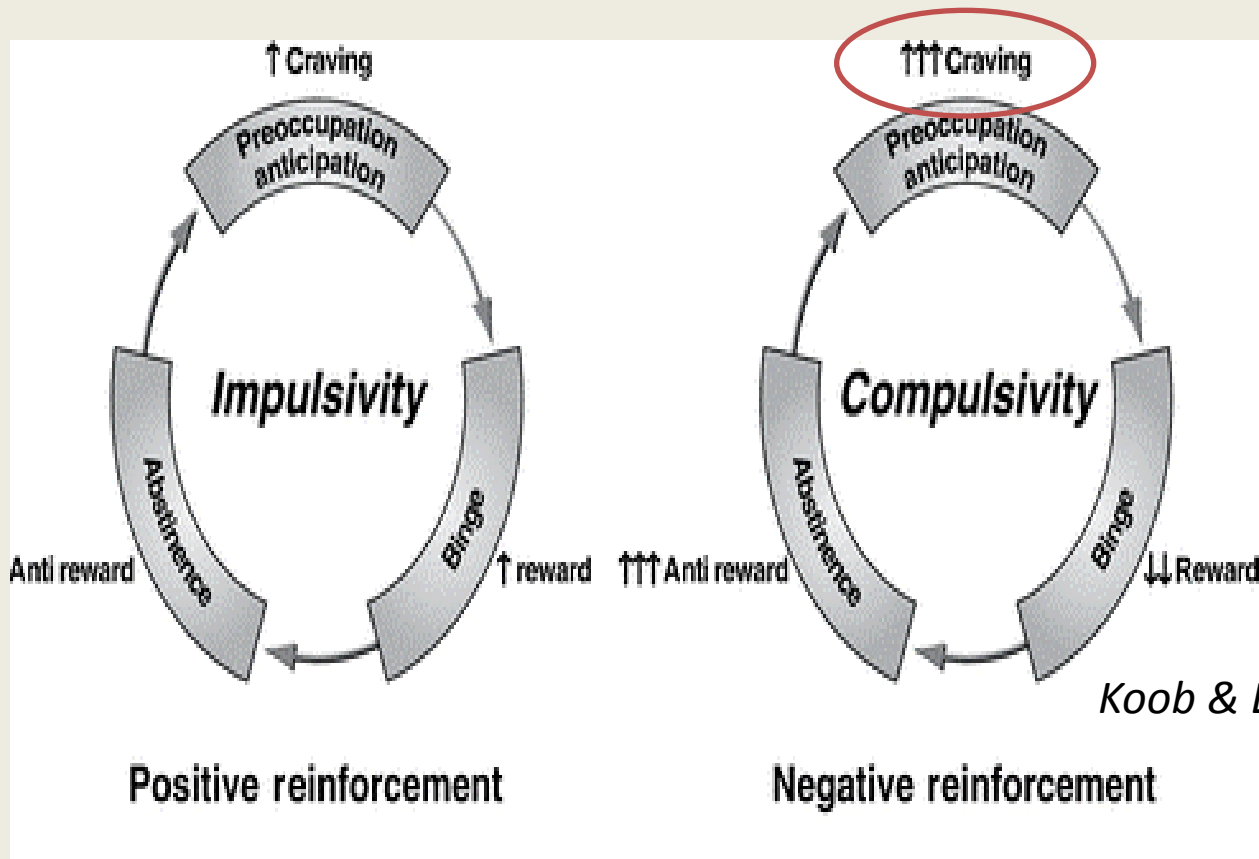 ↑ Craving
Preoccupation
anticipation
Impulsivity
Abstinence
Binge
Anti reward
↑ reward
Positive reinforcement
↑↑↑Craving
Preoccupation
anticipation
Compulsivity
Abstinence
Binge
↑↑↑ Anti reward
↓↓ Reward
Koob &
Negative reinforcement